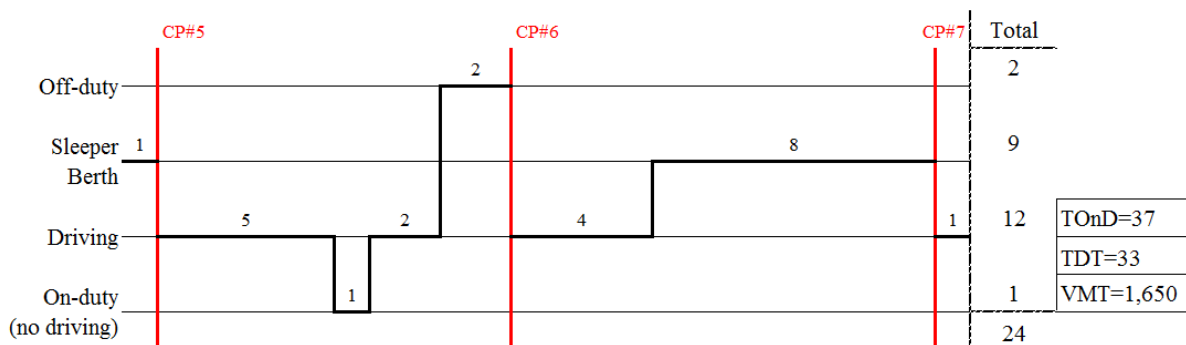 CP#5 CP#6 CP#7 Total
Off-duty 2 2
Sleeper 1 8 9
Berth
Driving 5 2 4 1 12 TOnD=37
TDT=33
On-duty 1 1 VMT=1,650
(no driving) 24